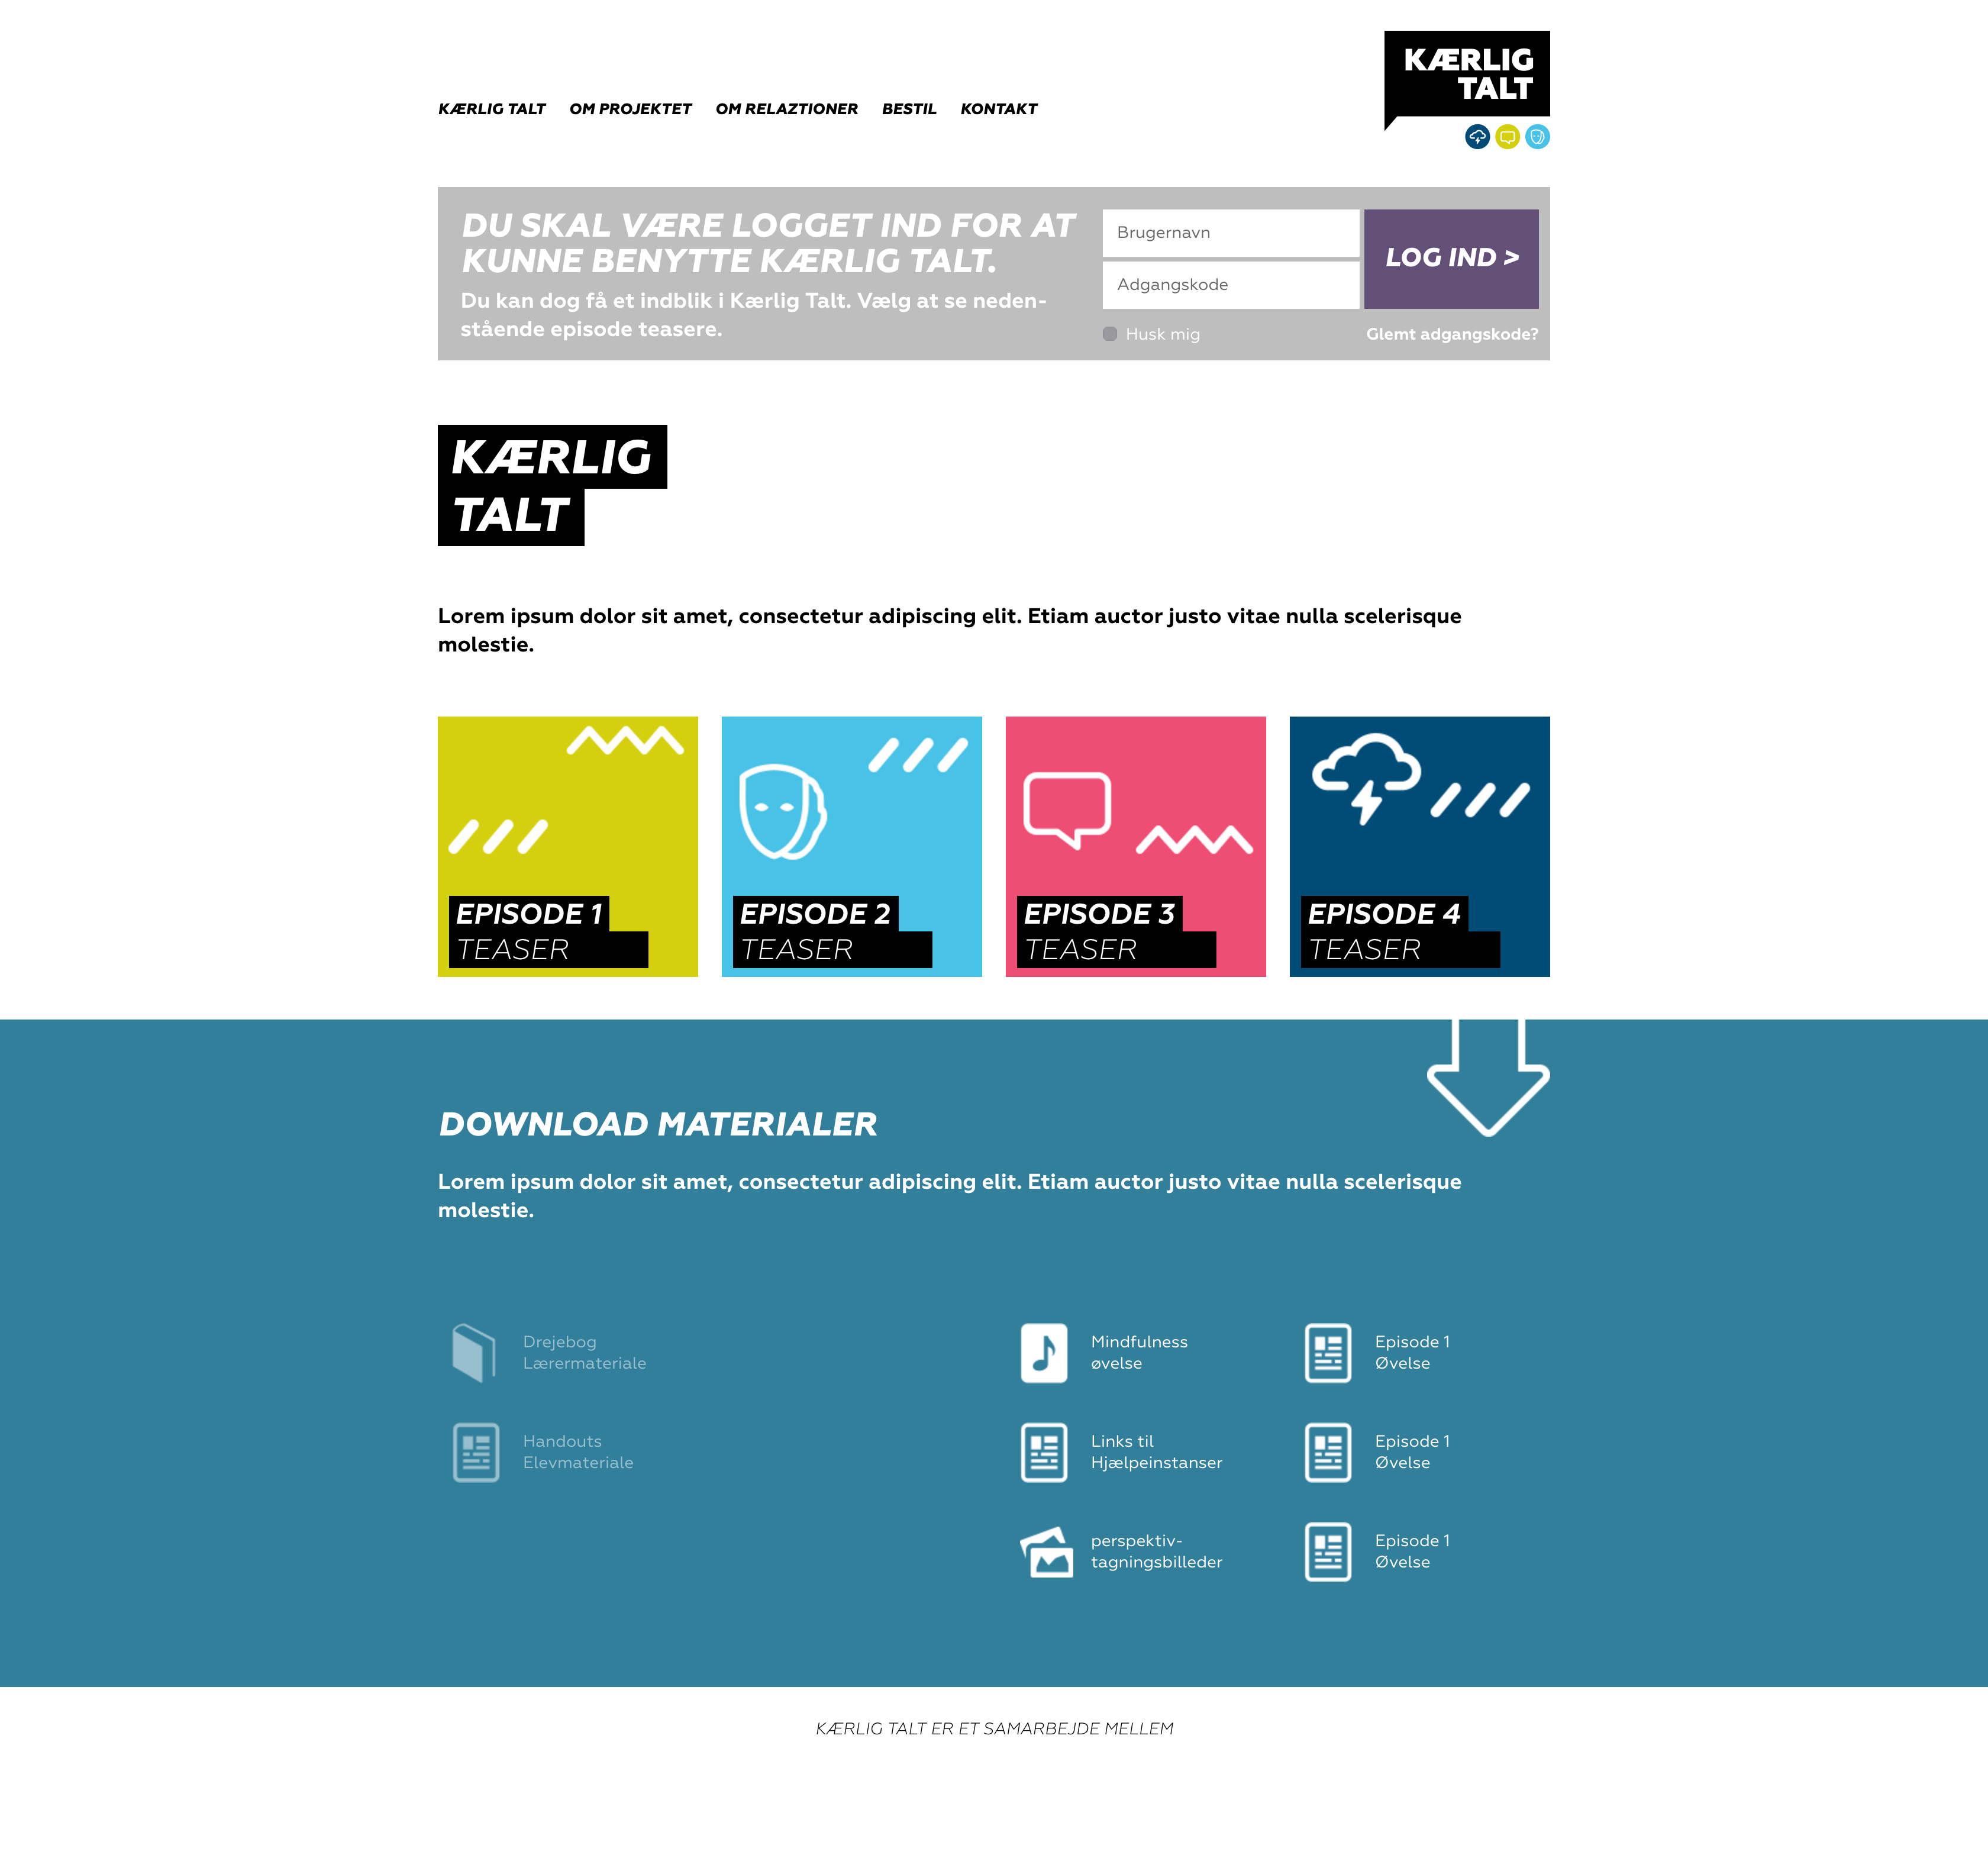 KÆRLIG
TALT
KÆRLIG TALT OM PROJEKTET OM RELAZTIONER BESTIL KONTAKT
DU SKAL VÆRE LOGGET IND FOR AT
KUNNE BENYTTE KÆRLIG TALT.
Du kan dog få et indblik i Kærlig Talt. Vælg at se neden-
stående episode teasere.
Brugernavn
Adgangskode
LOG IND >
Husk mig
Glemt adgangskode?
KÆRLIG
TALT
Lorem ipsum dolor sit amet, consectetur adipiscing elit. Etiam auctor justo vitae nulla scelerisque
molestie.
EPISODE 1
TEASER
EPISODE 2
TEASER
EPISODE 3
TEASER
EPISODE 4
TEASER
DOWNLOAD MATERIALER
Lorem ipsum dolor sit amet, consectetur adipiscing elit. Etiam auctor justo vitae nulla scelerisque
molestie.
Drejebog
Lærermateriale
Handouts
Elevmateriale
Mindfulness
øvelse
Links til
Hjælpeinstanser
perspektiv-
tagningsbilleder
Episode 1
Øvelse
Episode 1
Øvelse
Episode 1
Øvelse
KÆRLIG TALT ER ET SAMARBEJDE MELLEM